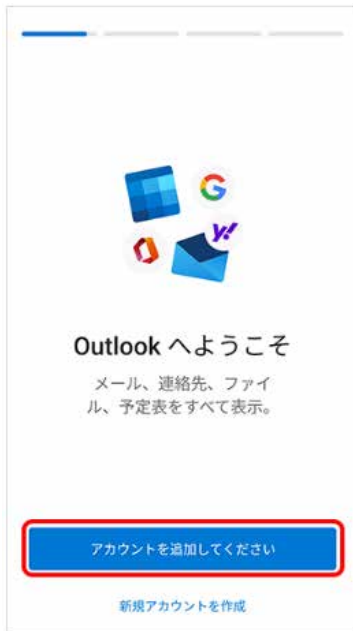 Outlook へようこそ
メール、連絡先、ファイ
ル、予定表をすべて表示。
アカウントを追加してください
新規アカウントを作成